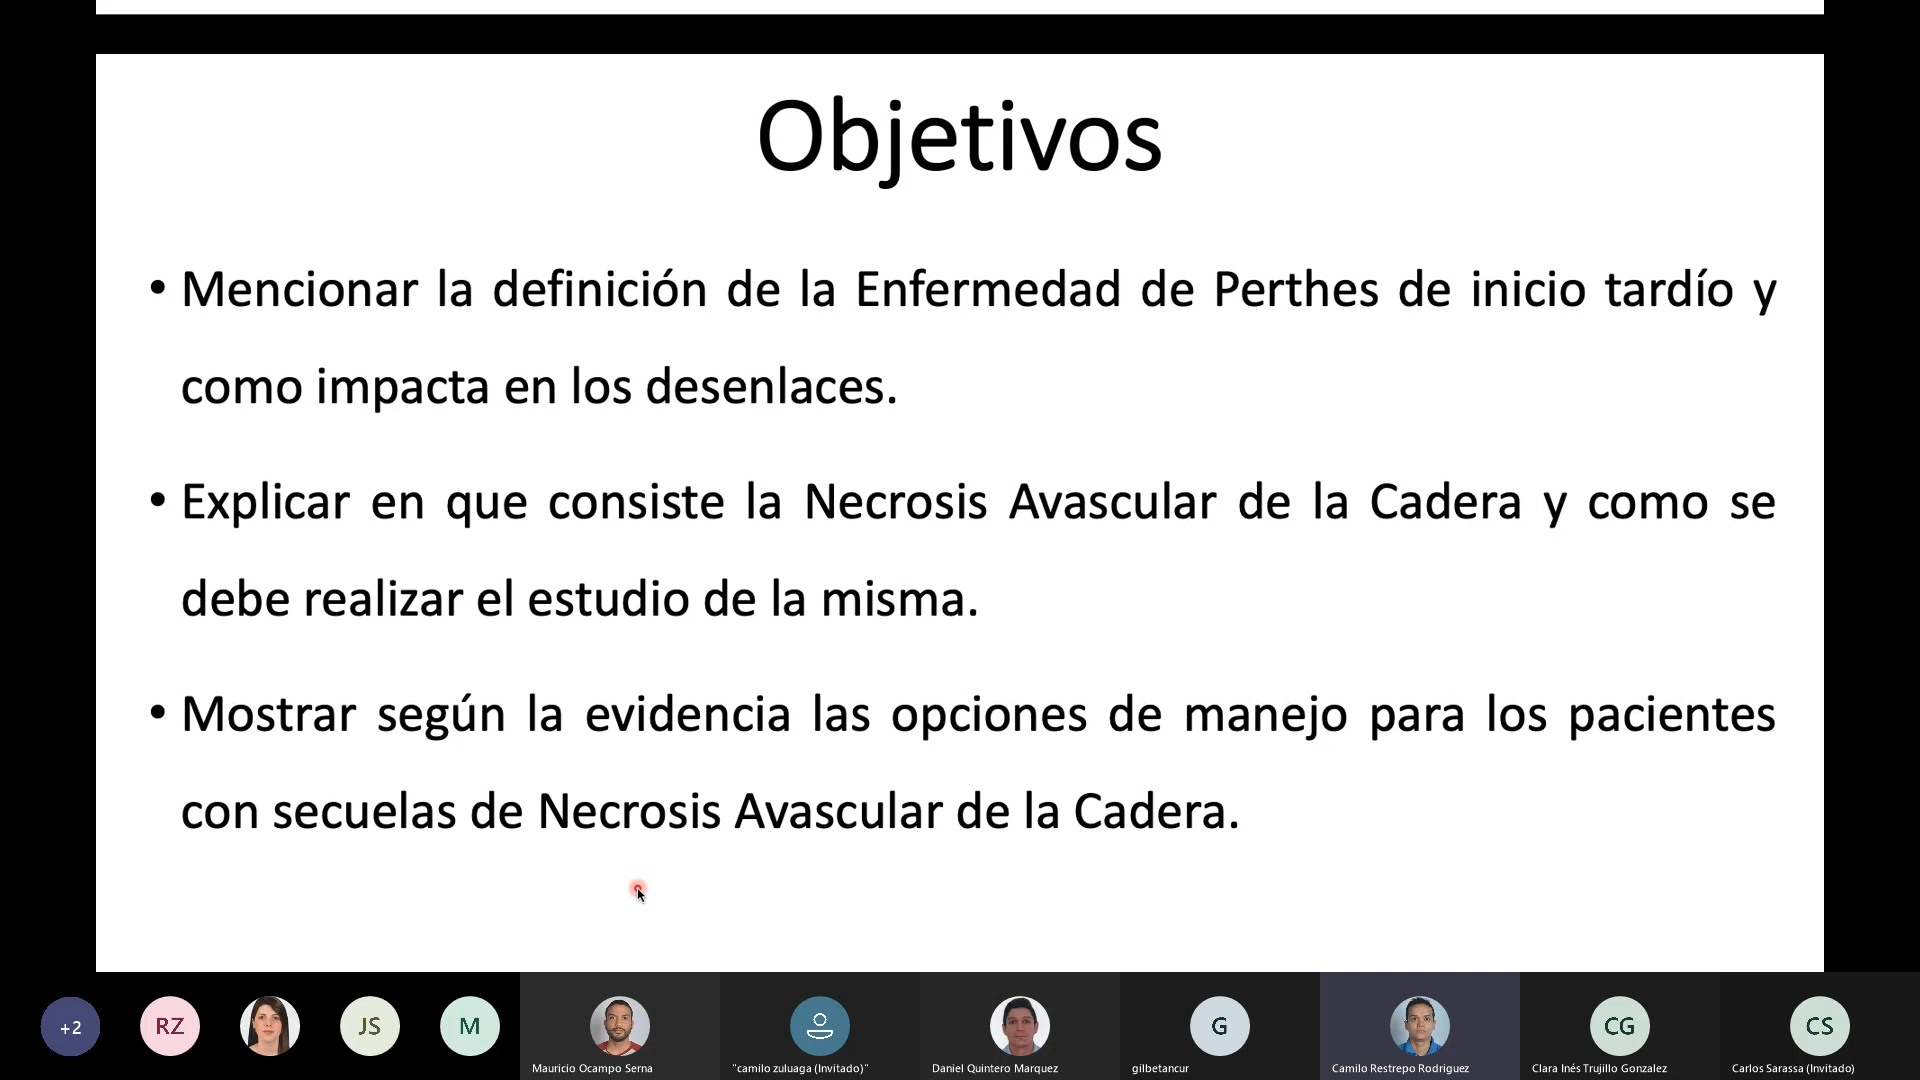 Objetivos
• Mencionar la definición de la Enfermedad de Perthes de inicio tardío y
como impacta en los desenlaces.
• Explicar en que consiste la Necrosis Avascular de la Cadera y como se
debe realizar el estudio de la misma.
• Mostrar según la evidencia las opciones de manejo para los pacientes
con secuelas de Necrosis Avascular de la Cadera.
+2 RZ JS M G CG CS
Mauricio Ocampo Serna "camilo zuluaga (Invitado)" Daniel Quintero Marquez gilbetancur Camilo Restrepo Rodriguez Clara Inés Trujillo Gonzalez Carlos Sarassa (Invitado)